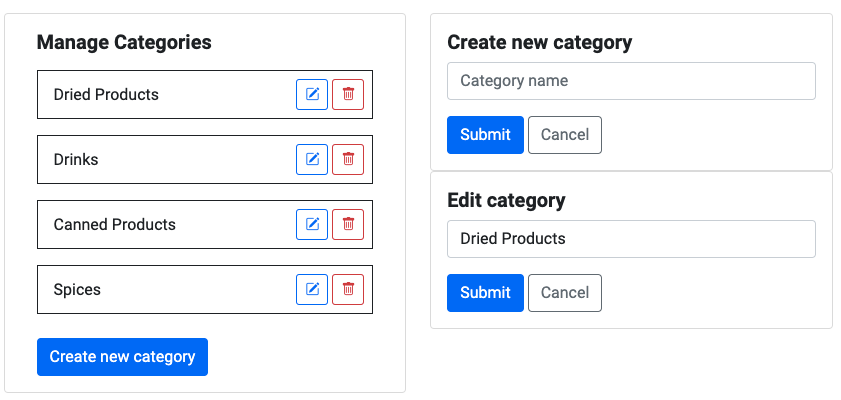 Manage Categories
Dried Products
Drinks
Canned Products
Spices
Create new category
Create new category
Category name
Submit Cancel
Edit category
Dried Products
Submit Cancel